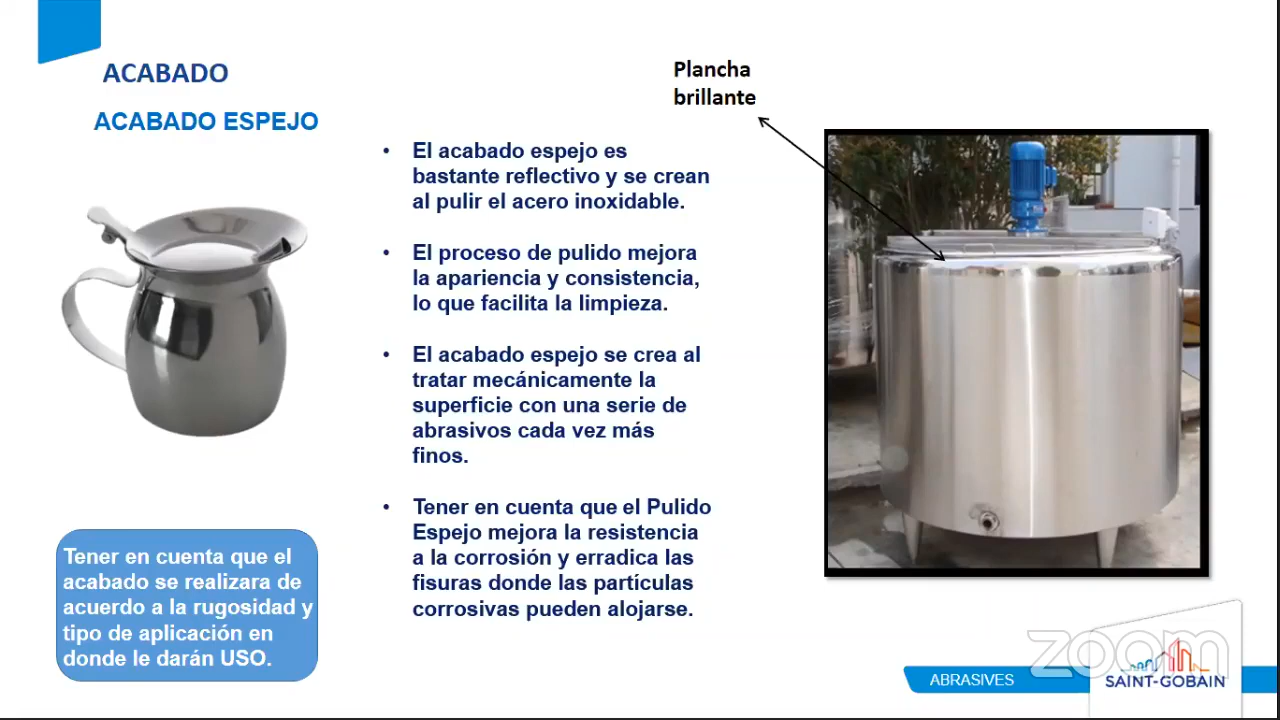 ACABADO
ACABADO ESPEJO
Plancha
brillante
• El acabado espejo es
bastante reflectivo y se crean
al pulir el acero inoxidable.
• El proceso de pulido mejora
la apariencia y consistencia,
lo que facilita la limpieza.
• El acabado espejo se crea al
tratar mecánicamente la
superficie con una serie de
abrasivos cada vez más
finos.
• Tener en cuenta que el Pulido
Espejo mejora la resistencia
a la corrosión y erradica las
fisuras donde las partículas
corrosivas pueden alojarse.
Tener en cuenta que el
acabado se realizara de
acuerdo a la rugosidad y
tipo de aplicación en
donde le darán USO.
zoom
ABRASIVES
SAINT-GOBAIN